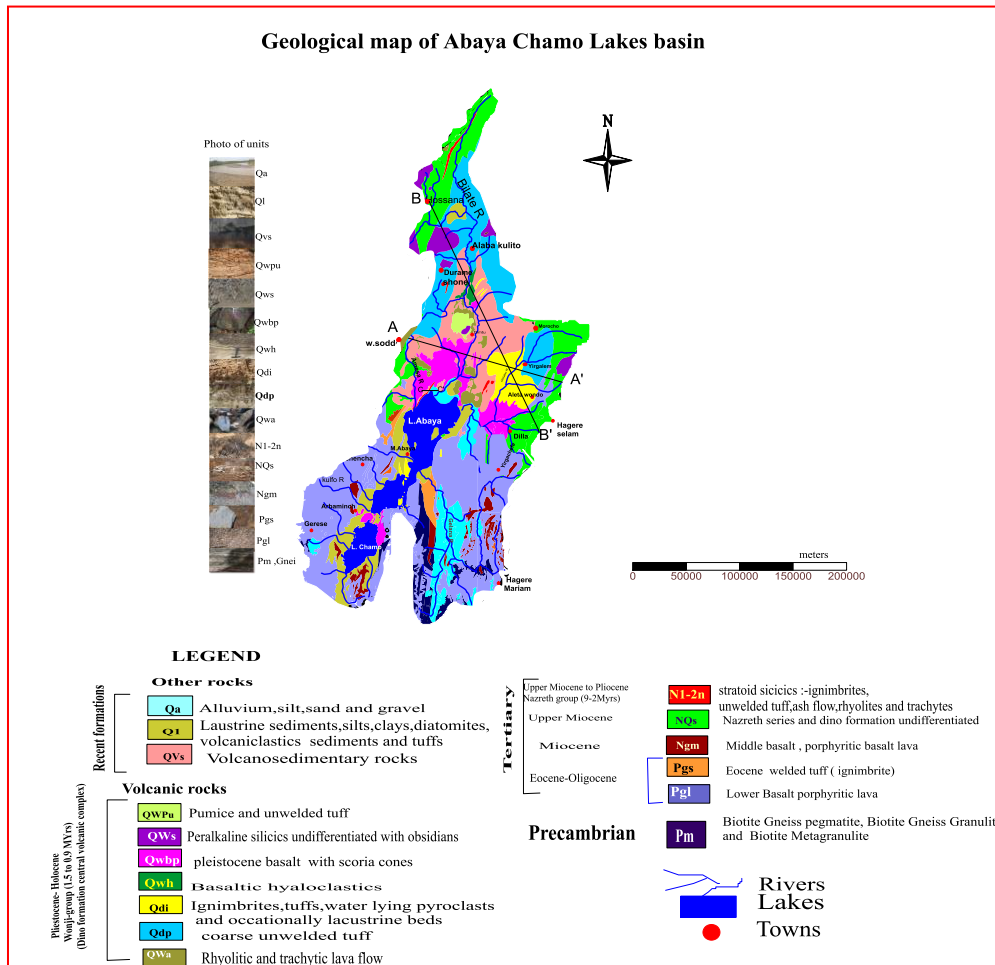 Geological map of Abaya Chamo Lakes basin
N
Photo of units
Qa
Ql
Qvs
Qwpu
Qws
Qwbp
Qwh
Qdi
Qdp
Qwa
N1-2n
NQs
Ngm
Pgs
Pgl
Pm ,Gnei
Bilate R
B
Hossana
Alaba kulito
Durame
shone
A
w.sodd
Morocho
Yirgalem
A'
Aleta wondo
L.Abaya
Hagere
selam
Dilla
B'
M.Abaya
kulfo R
Arbaminch
Gerese
L. Chamo
Hagere
Mariam
meters
0 50000 100000 150000 200000
LEGEND
Other rocks
Recent formations
Qa Alluvium,silt,sand and gravel
Q1 Laustrine sediments,silts,clays,diatomites,
volcaniclastics sediments and tuffs
QVs Volcanosedimentary rocks
Volcanic rocks
Pliestocene- Holocene
Wonji-group (1.5 to 0.9 MYrs)
(Dino formation central volcanic complex)
QWPu Pumice and unwelded tuff
QWs Peralkaline silicics undifferentiated with obsidians
Qwbp pleistocene basalt with scoria cones
Qwh Basaltic hyaloclastics
Qdi Ignimbrites,tuffs,water lying pyroclasts
and occationally lacustrine beds
Qdp coarse unwelded tuff
QWa Rhyolitic and trachytic lava flow
Tertiary
Upper Miocene to Pliocene
Nazreth group (9-2Myrs)
Upper Miocene
Miocene
Eocene-Oligocene
N1-2n stratoid sicicics :-ignimbrites,
unwelded tuff,ash flow,rhyolites and trachytes
NQs Nazreth series and dino formation undifferentiated
Ngm Middle basalt , porphyritic basalt lava
Pgs Eocene welded tuff ( ignimbrite)
Pgl Lower Basalt porphyritic lava
Precambrian
Pm Biotite Gneiss pegmatite, Biotite Gneiss Granulit
and Biotite Metagranulite
Rivers
Lakes
Towns